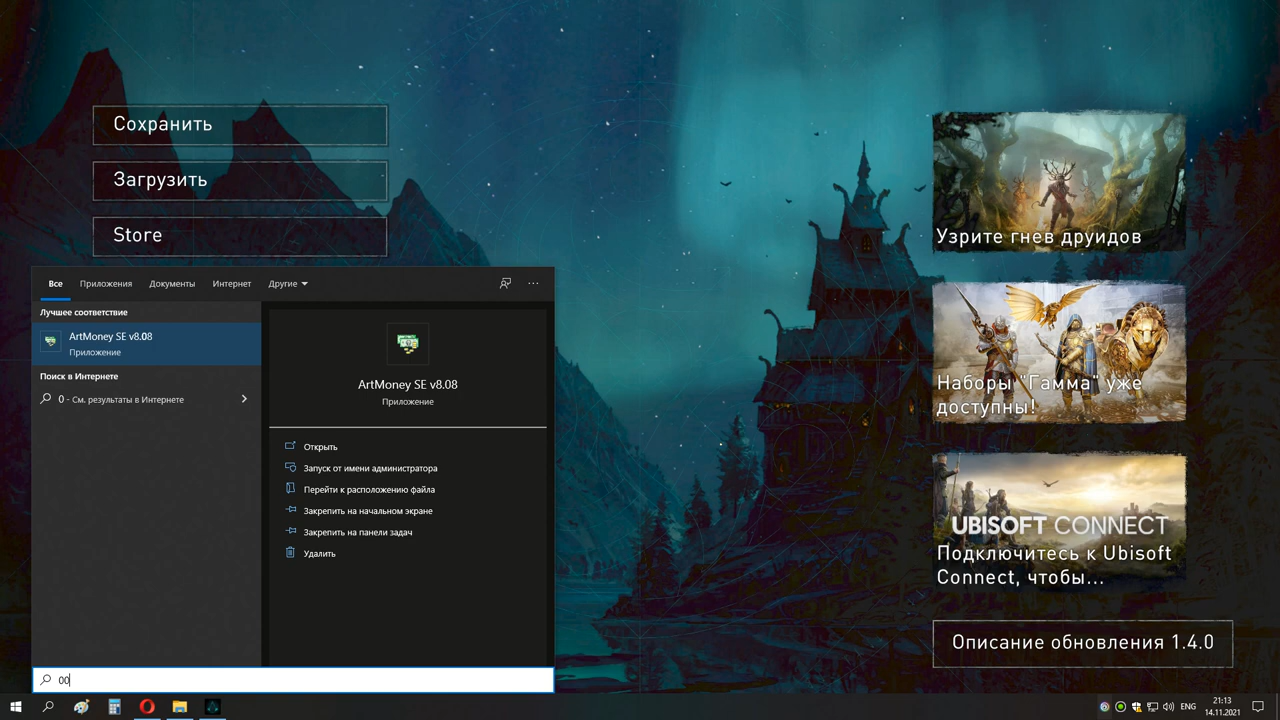 Сохранить
Загрузить
Store
Все
Приложения
Документы
Интернет
Другие
Лучшее соответствие
ArtMoney SE v8.08
Приложение
Поиск в Интернете
0 - См. результаты в Интернете
ArtMoney SE v8.08
Приложение
Открыть
Запуск от имени администратора
Перейти к расположению файла
Закрепить на начальном экране
Закрепить на панели задач
Удалить
00
Узрите гнев друидов
Наборы "Гамма" уже
доступны!
UBISOFT CONNECT
Подключитесь к Ubisoft
Connect, чтобы...
Описание обновления 1.4.0
ENG
21:13
14.11.2021